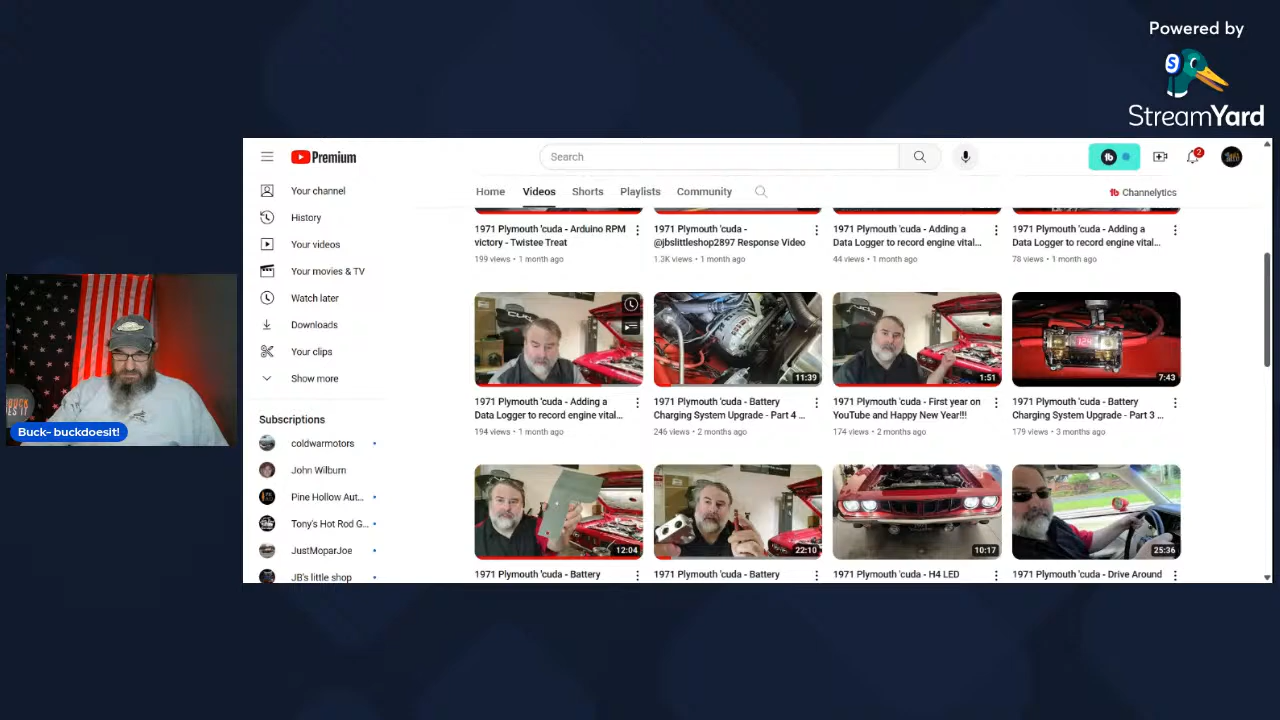 Powered by
StreamYard
Premium
Search
2
Your channel
History
Your videos
Your movies & TV
Watch later
Downloads
Your clips
Show more
Subscriptions
coldwarmotors
John Wilburn
Pine Hollow Aut...
Tony's Hot Rod G...
JustMoparJoe
JB's little shop
Home Videos Shorts Playlists Community
Channelytics
1971 Plymouth 'cuda - Arduino RPM
victory - Twistee Treat
199 views • 1 month ago
1971 Plymouth 'cuda -
@jbslittleshop2897 Response Video
1.3K views • 1 month ago
1971 Plymouth 'cuda - Adding a
Data Logger to record engine vital...
44 views • 1 month ago
1971 Plymouth 'cuda - Adding a
Data Logger to record engine vital...
78 views • 1 month ago
11:39
1:51
7:43
1971 Plymouth 'cuda - Adding a
Data Logger to record engine vital...
194 views • 1 month ago
1971 Plymouth 'cuda - Battery
Charging System Upgrade - Part 4 ...
246 views • 2 months ago
1971 Plymouth 'cuda - First year on
YouTube and Happy New Year!!!
174 views • 2 months ago
1971 Plymouth 'cuda - Battery
Charging System Upgrade - Part 3 ...
179 views • 3 months ago
12:04
22:10
10:17
25:36
1971 Plymouth 'cuda - Battery
1971 Plymouth 'cuda - Battery
1971 Plymouth 'cuda - H4 LED
1971 Plymouth 'cuda - Drive Around
Buck- buckdoesit!